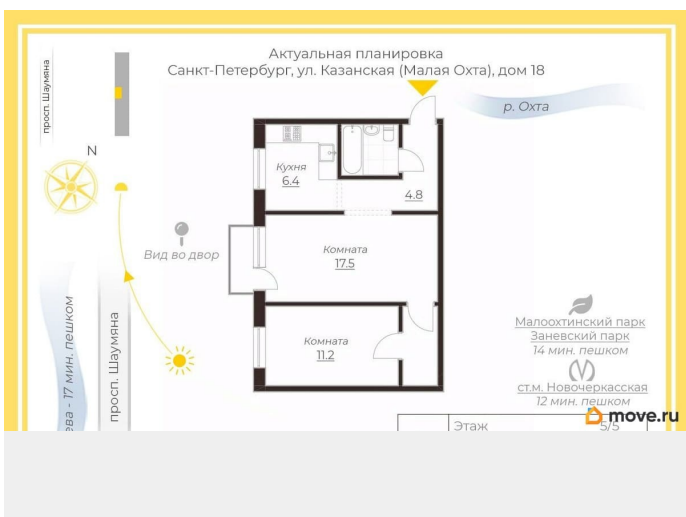 Актуальная планировка
Санкт-Петербург, ул. Казанская (Малая Охта), дом 18
просп. Шаумяна
р. Охта
N
Кухня
6.4
4.8
Вид во двор
Комната
17.5
Комната
11.2
просп. Шаумяна
ева - 17 мин. пешком
Малоохтинский парк
Заневский парк
14 мин. пешком
ст.м. Новочеркасская
12 мин. пешком
move.ru
Этаж
5/5